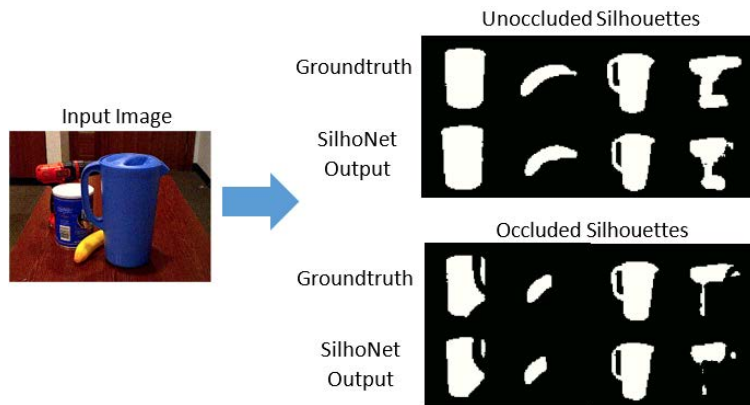 Unoccluded Silhouettes
Groundtruth
SilhoNet
Output
Input Image
Occluded Silhouettes
Groundtruth
SilhoNet
Output